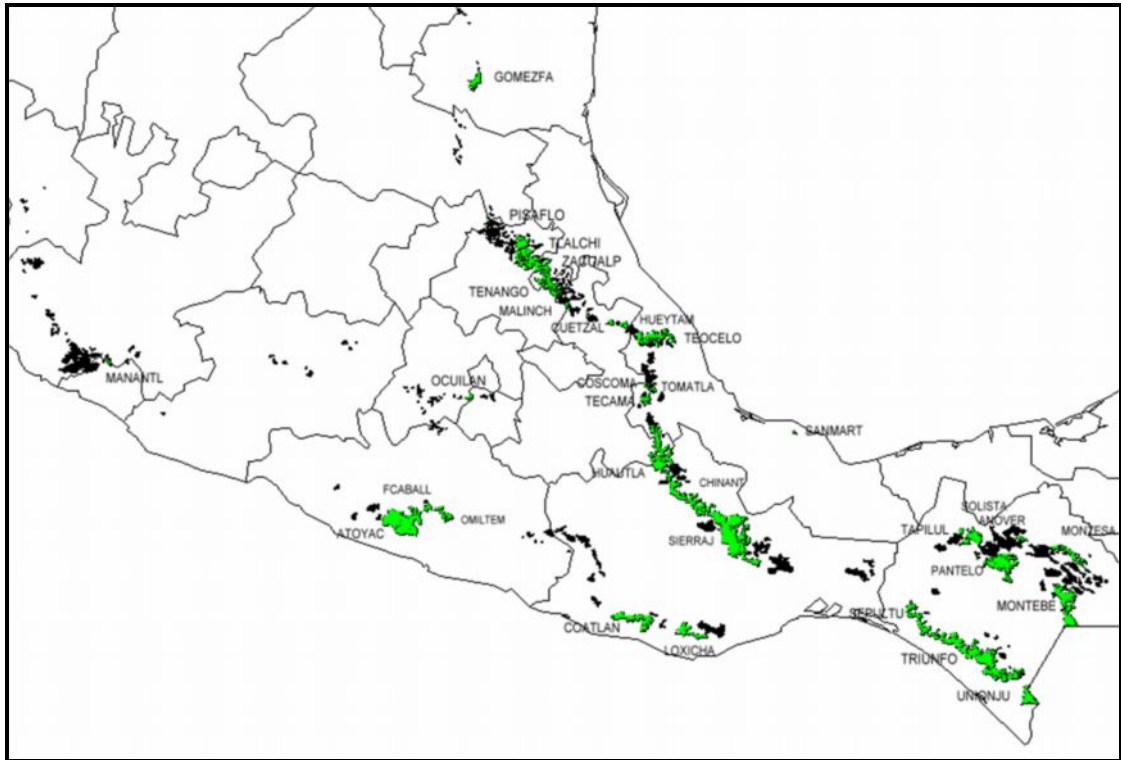 GOMEZFA
PISAFLO
TLALCHI
ZACUALP
TENANGO
MALINCH
HUEYTAM
CUETZAL
TEOCELO
MANANTL
OCUILAN
COSCOMA
TOMATLA
TECAMA
SANMART
HUAUTLA
CHINANT
FCABALL
OMILTEM
ATOYAC
SIERRAJ
SOLISTA
ANOVER
TAPILUL
MONTESA
PANTELO
MONTEBE
SEPULTU
COATLAN
LOXICHA
TRIUNFO
UNIONJU